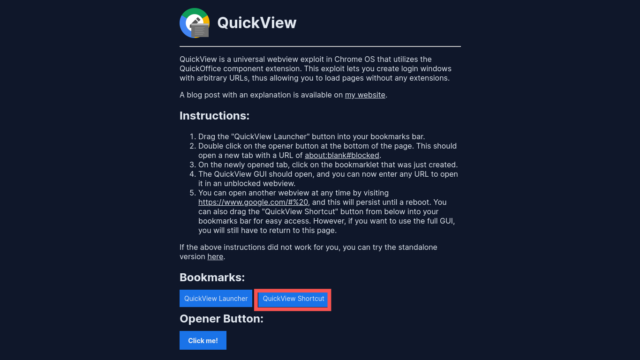 QuickView
QuickView is a universal webview exploit in Chrome OS that utilizes the
QuickOffice component extension. This exploit lets you create login windows
with arbitrary URLs, thus allowing you to load pages without any extensions.
A blog post with an explanation is available on my website.
Instructions:
1. Drag the "QuickView Launcher" button into your bookmarks bar.
2. Double click on the opener button at the bottom of the page. This should
open a new tab with a URL of about:blank#blocked.
3. On the newly opened tab, click on the bookmarklet that was just created.
4. The QuickView GUI should open, and you can now enter any URL to open
it in an unblocked webview.
5. You can open another webview at any time by visiting
https://www.google.com/#%20, and this will persist until a reboot. You
can also drag the "QuickView Shortcut" button from below into your
bookmarks bar for easy access. However, if you want to use the full GUI,
you will still have to return to this page.
If the above instructions did not work for you, you can try the standalone
version here.
Bookmarks:
QuickView Launcher QuickView Shortcut
Opener Button:
Click me!